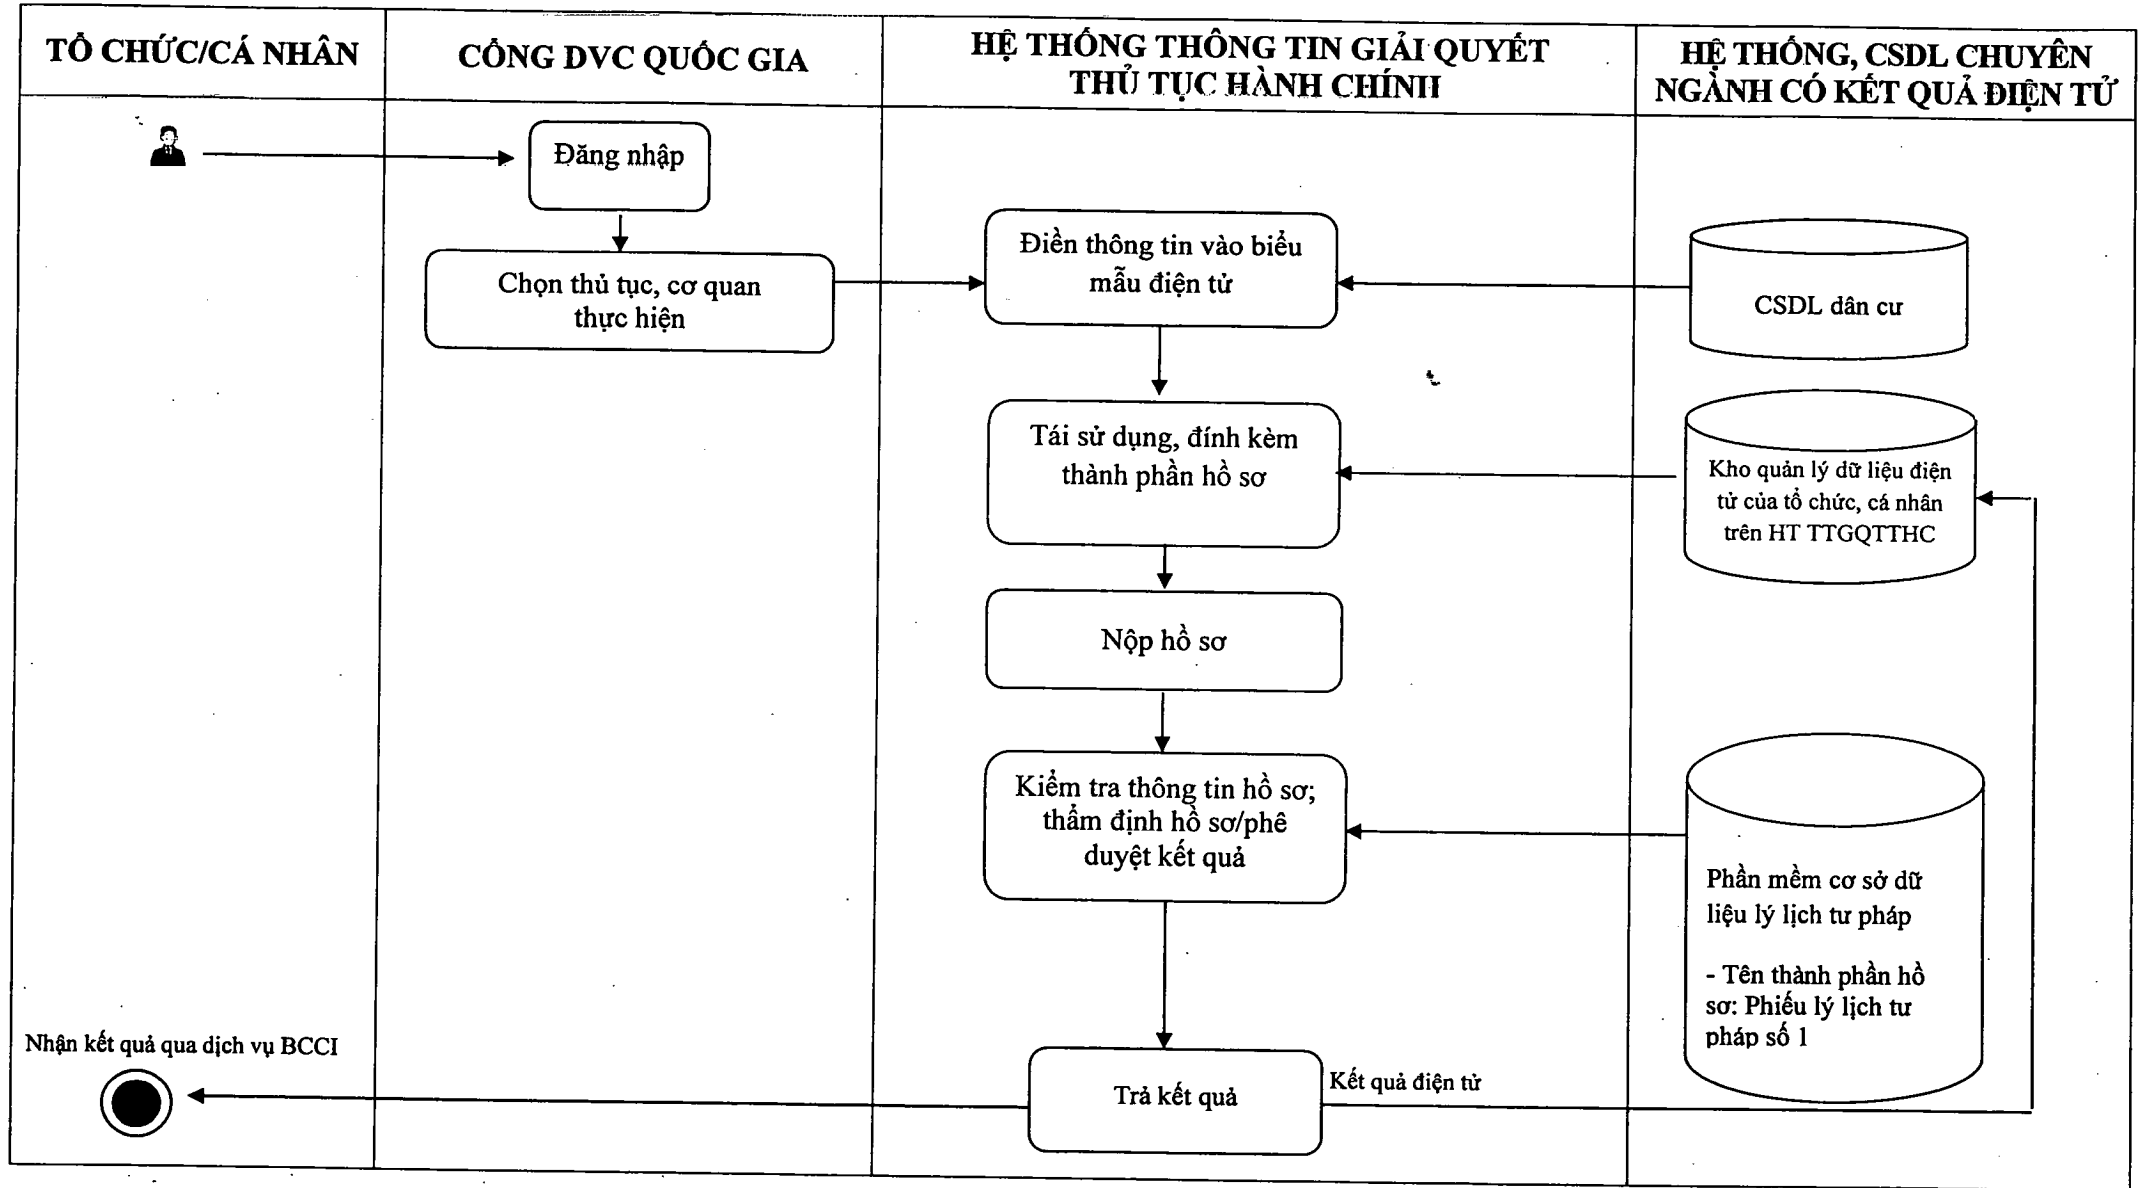 TỔ CHỨC/CÁ NHÂN
CỔNG DVC QUỐC GIA
HỆ THỐNG THÔNG TIN GIẢI QUYẾT
THỦ TỤC HÀNH CHÍNH
HỆ THỐNG, CSDL CHUYÊN
NGÀNH CÓ KẾT QUẢ ĐIỆN TỬ
Đăng nhập
Chọn thủ tục, cơ quan
thực hiện
Điền thông tin vào biểu
mẫu điện tử
CSDL dân cư
Tái sử dụng, đính kèm
thành phần hồ sơ
Kho quản lý dữ liệu điện
tử của tổ chức, cá nhân
trên HT TTGQTTHC
Nộp hồ sơ
Kiểm tra thông tin hồ sơ;
thẩm định hồ sơ/phê
duyệt kết quả
Phần mềm cơ sở dữ
liệu lý lịch tư pháp
- Tên thành phần hồ
sơ: Phiếu lý lịch tư
pháp số 1
Nhận kết quả qua dịch vụ BCCI
Trả kết quả
Kết quả điện tử